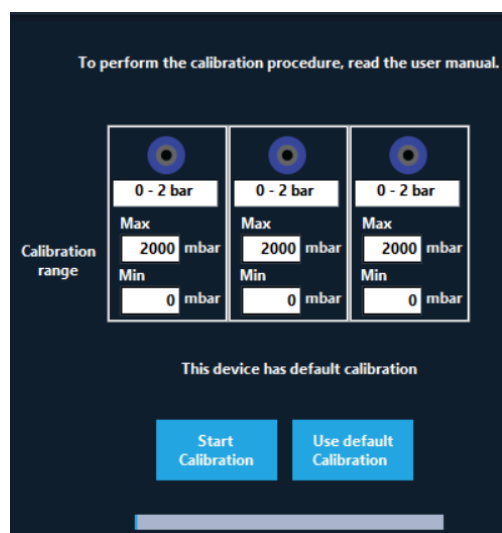 To perform the calibration procedure, read the user manual.
0 - 2 bar 0 - 2 bar 0 - 2 bar
Max Max Max
2000 mbar 2000 mbar 2000 mbar
Calibration range
Min Min Min
0 mbar 0 mbar 0 mbar
This device has default calibration
Start
Calibration
Use default
Calibration